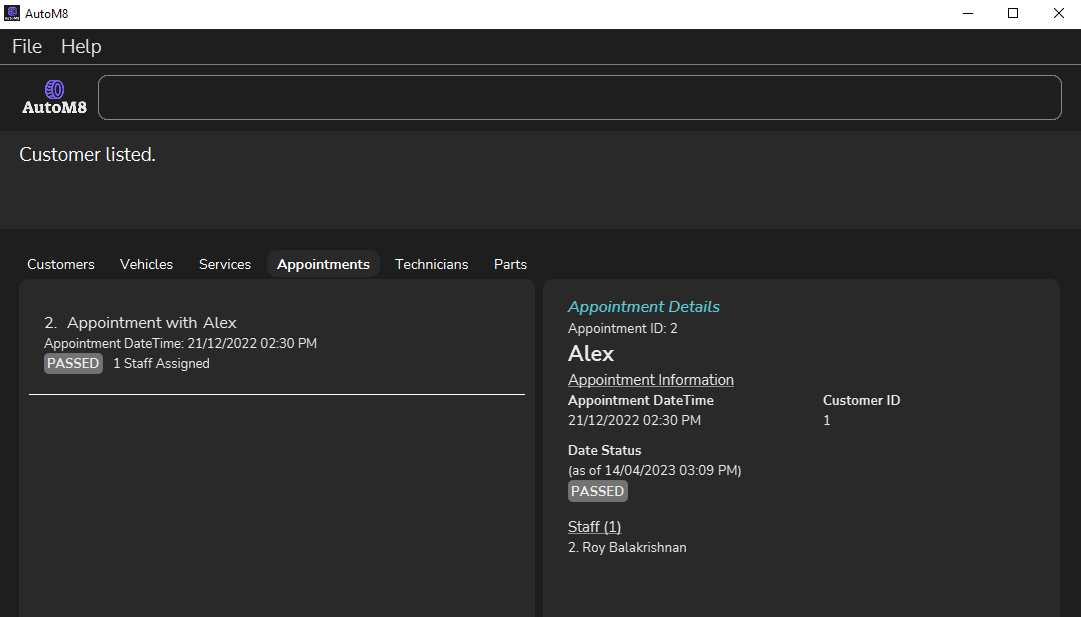 AutoM8
File Help
AutoM8
Customer listed.
Customers Vehicles Services Appointments Technicians Parts
2. Appointment with Alex
Appointment DateTime: 21/12/2022 02:30 PM
PASSED 1 Staff Assigned
Appointment Details
Appointment ID: 2
Alex
Appointment Information
Appointment DateTime Customer ID
21/12/2022 02:30 PM 1
Date Status
(as of 14/04/2023 03:09 PM)
PASSED
Staff (1)
2. Roy Balakrishnan